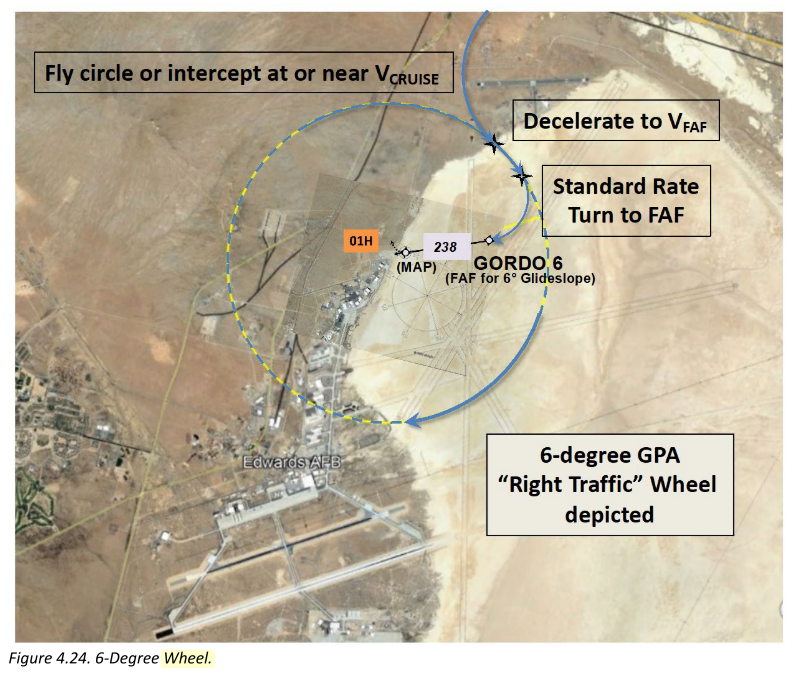 Fly circle or intercept at or near VCRUISE
Decelerate to VFAF
Standard Rate
Turn to FAF
01H
238
(MAP)
GORDO 6
(FAF for 6° Glideslope)
6-degree GPA
“Right Traffic” Wheel
depicted
Edwards AFB
Figure 4.24. 6-Degree Wheel.